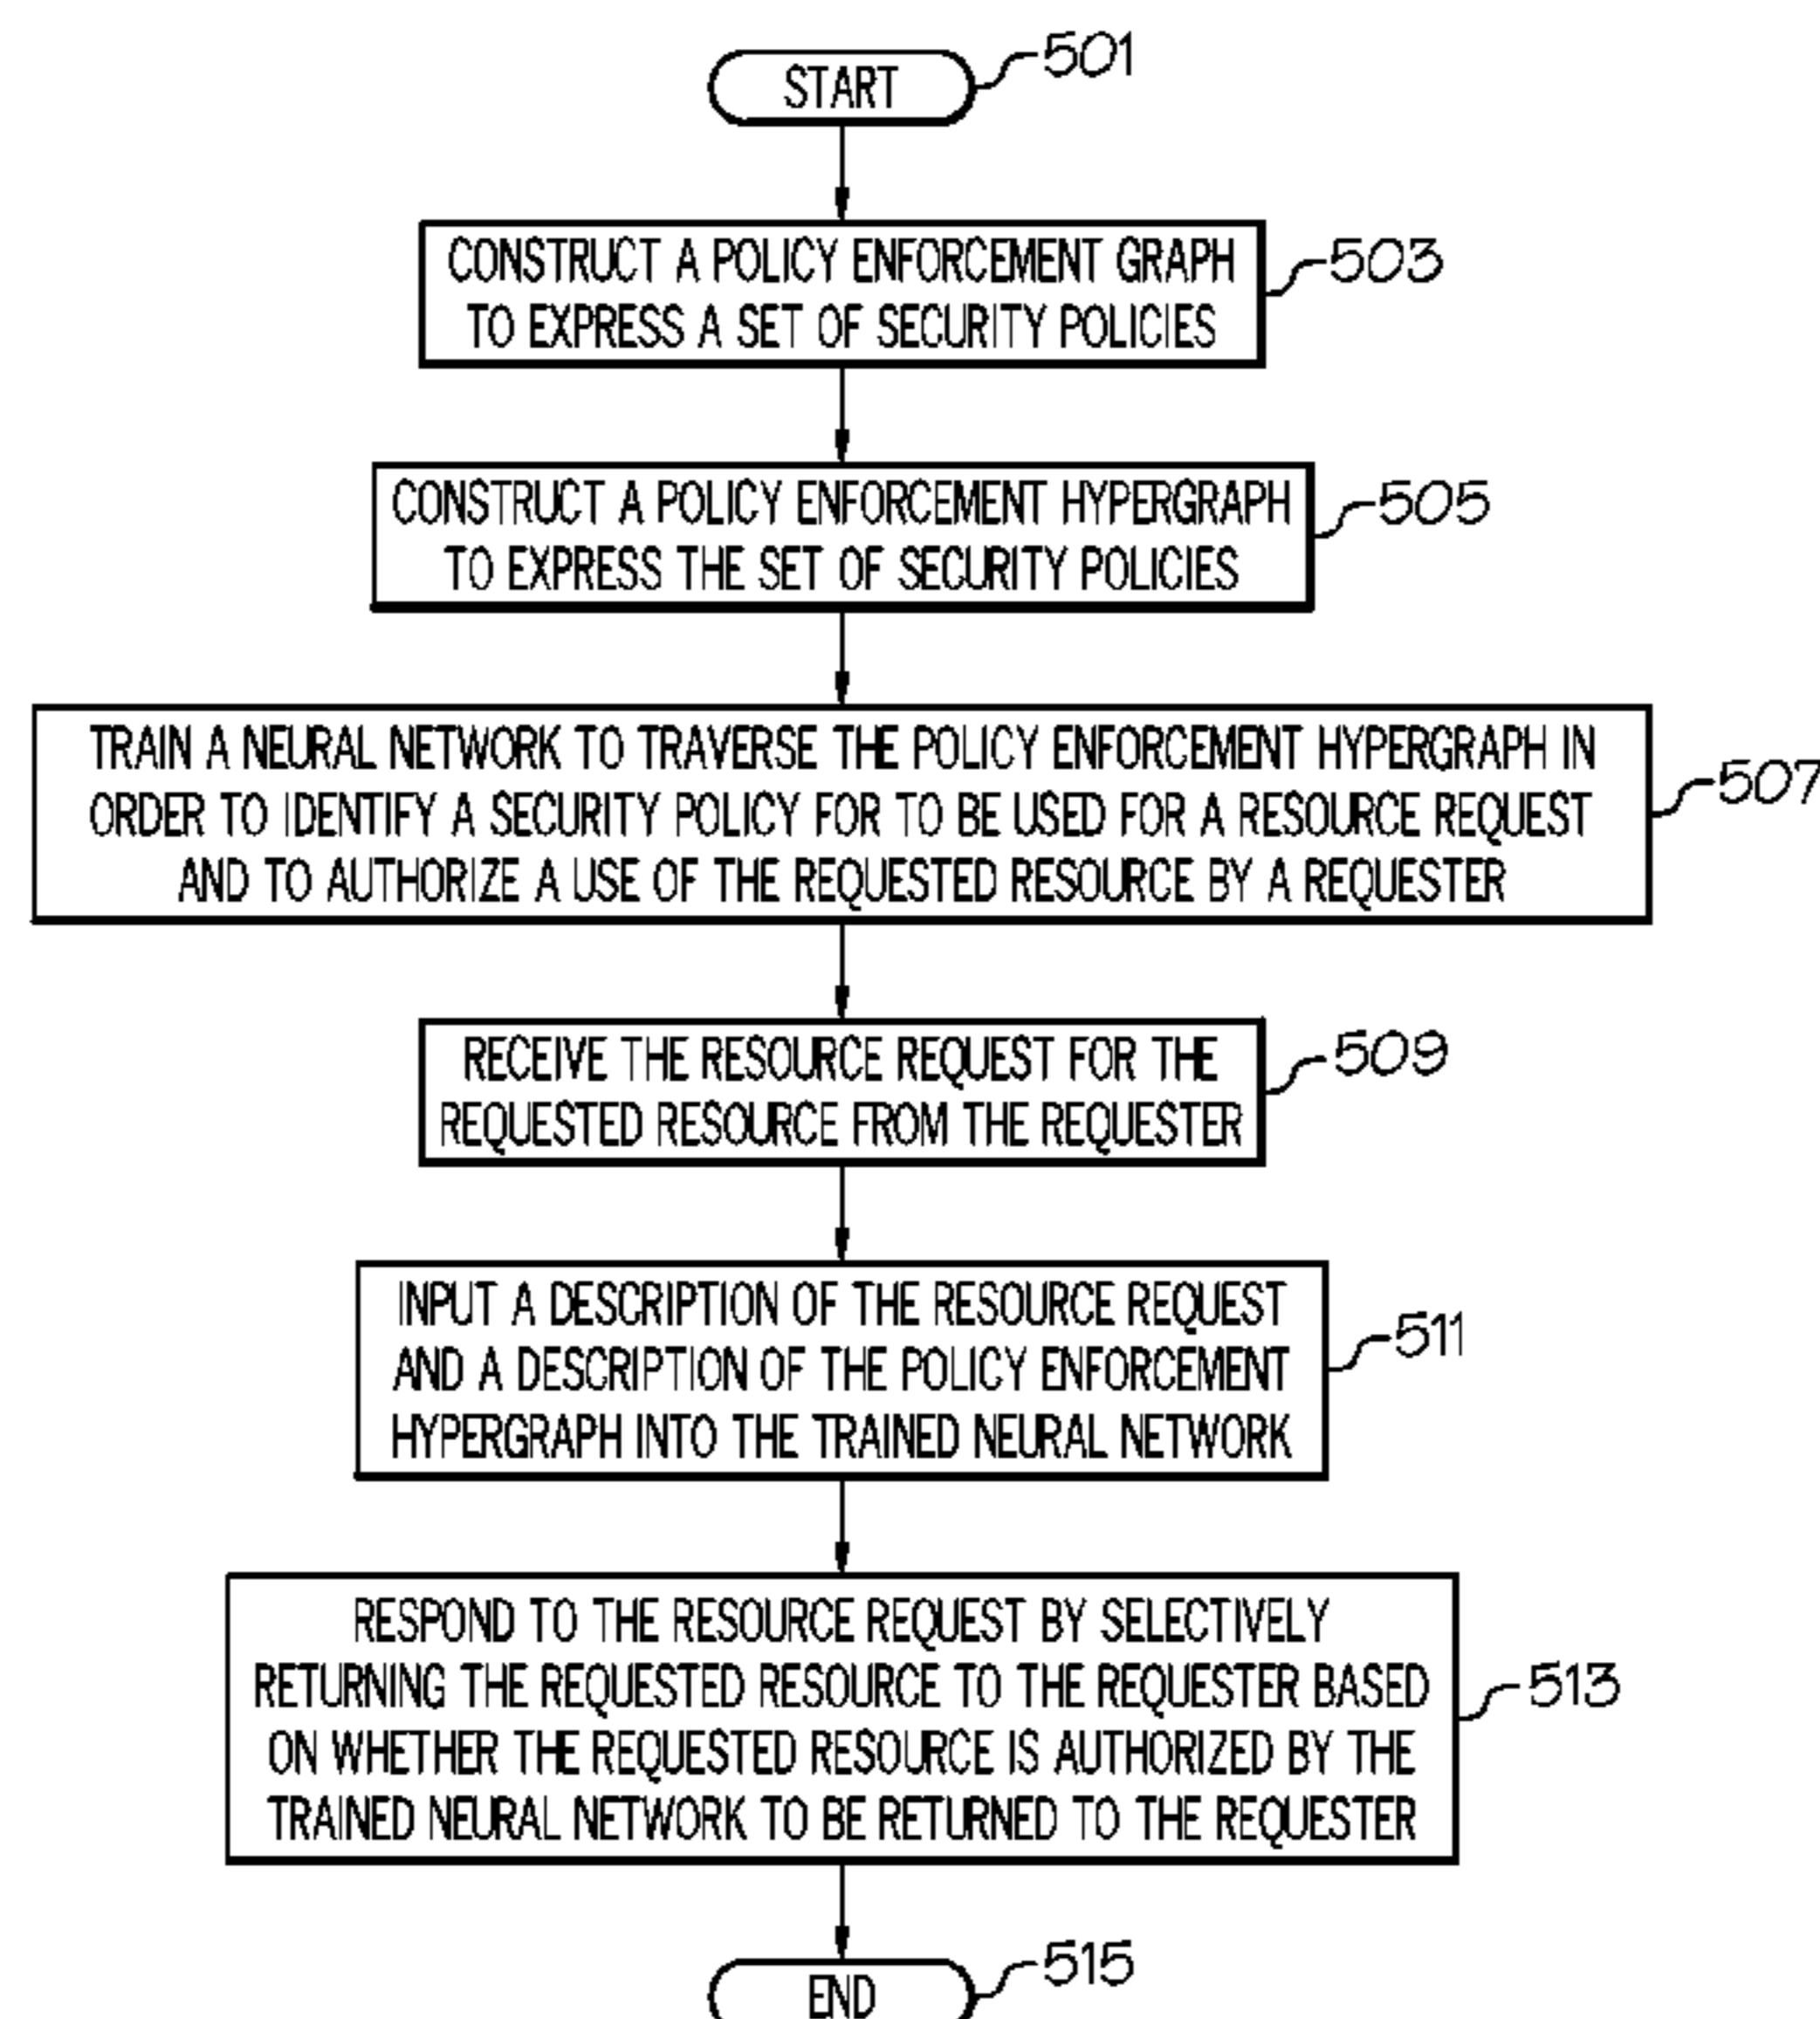 START
501
CONSTRUCT A POLICY ENFORCEMENT GRAPH
TO EXPRESS A SET OF SECURITY POLICIES
503
CONSTRUCT A POLICY ENFORCEMENT HYPERGRAPH
TO EXPRESS THE SET OF SECURITY POLICIES
505
TRAIN A NEURAL NETWORK TO TRAVERSE THE POLICY ENFORCEMENT HYPERGRAPH IN
ORDER TO IDENTIFY A SECURITY POLICY FOR TO BE USED FOR A RESOURCE REQUEST
AND TO AUTHORIZE A USE OF THE REQUESTED RESOURCE BY A REQUESTER
507
RECEIVE THE RESOURCE REQUEST FOR THE
REQUESTED RESOURCE FROM THE REQUESTER
509
INPUT A DESCRIPTION OF THE RESOURCE REQUEST
AND A DESCRIPTION OF THE POLICY ENFORCEMENT
HYPERGRAPH INTO THE TRAINED NEURAL NETWORK
511
RESPOND TO THE RESOURCE REQUEST BY SELECTIVELY
RETURNING THE REQUESTED RESOURCE TO THE REQUESTER BASED
ON WHETHER THE REQUESTED RESOURCE IS AUTHORIZED BY THE
TRAINED NEURAL NETWORK TO BE RETURNED TO THE REQUESTER
513
END
515